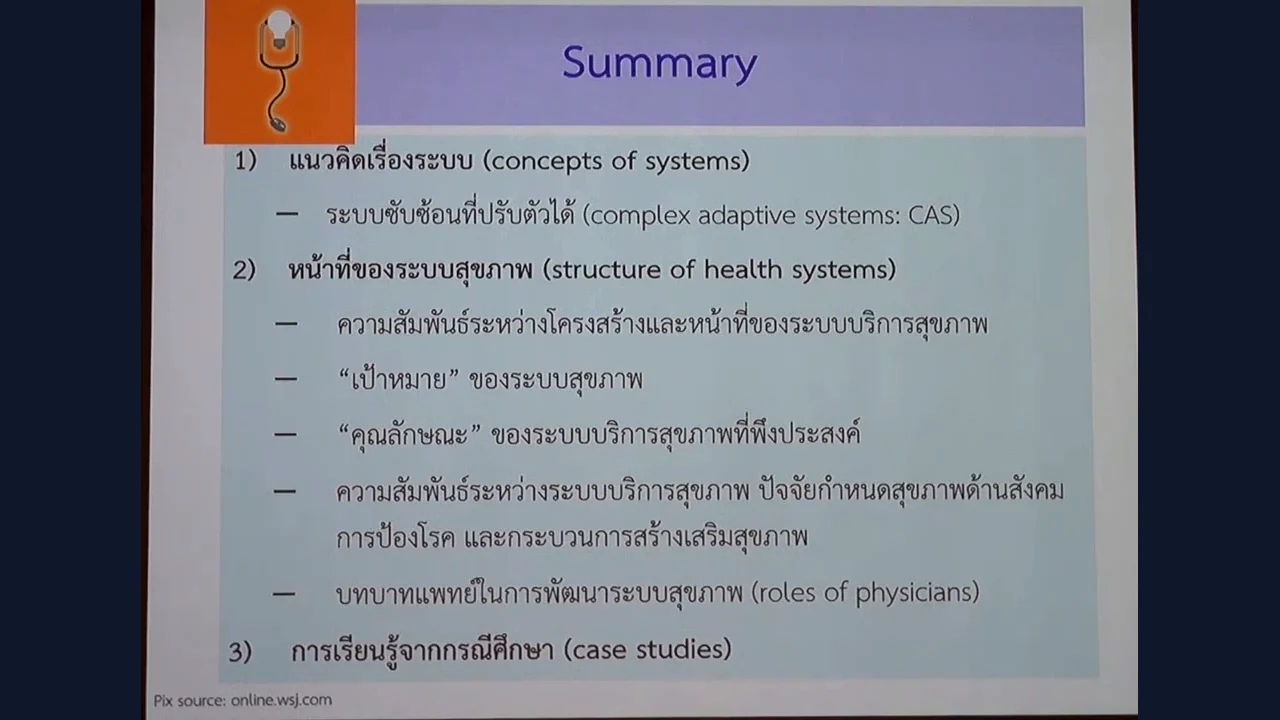 Summary
1) แนวคิดเรื่องระบบ (concepts of systems)
— ระบบซับซ้อนที่ปรับตัวได้ (complex adaptive systems: CAS)
2) หน้าที่ของระบบสุขภาพ (structure of health systems)
— ความสัมพันธ์ระหว่างโครงสร้างและหน้าที่ของระบบบริการสุขภาพ
— “เป้าหมาย” ของระบบสุขภาพ
— “คุณลักษณะ” ของระบบบริการสุขภาพที่พึงประสงค์
— ความสัมพันธ์ระหว่างระบบบริการสุขภาพ ปัจจัยกำหนดสุขภาพด้านสังคม
การป้องโรค และกระบวนการสร้างเสริมสุขภาพ
— บทบาทแพทย์ในการพัฒนาระบบสุขภาพ (roles of physicians)
3) การเรียนรู้จากกรณีศึกษา (case studies)
Pix source: online.wsj.com